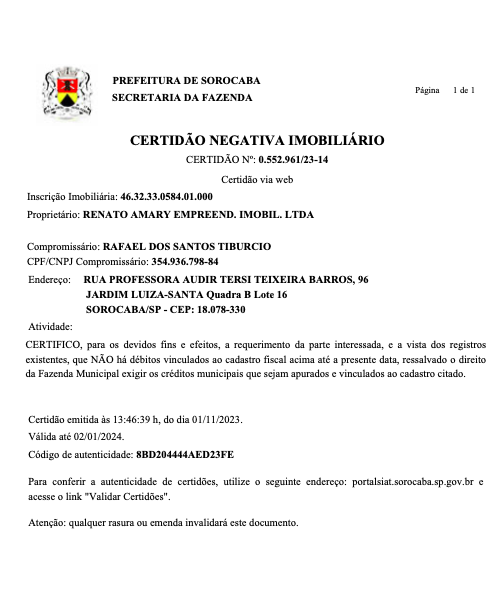 PREFEITURA DE SOROCABA
SECRETARIA DA FAZENDA
Página 1 de 1
CERTIDÃO NEGATIVA IMOBILIÁRIO
CERTIDÃO Nº: 0.552.961/23-14
Certidão via web
Inscrição Imobiliária: 46.32.33.0584.01.000
Proprietário: RENATO AMARY EMPREEND. IMOBIL. LTDA
Compromissário: RAFAEL DOS SANTOS TIBURCIO
CPF/CNPJ Compromissário: 354.936.798-84
Endereço: RUA PROFESSORA AUDIR TERSI TEIXEIRA BARROS, 96
JARDIM LUIZA-SANTA Quadra B Lote 16
SOROCABA/SP - CEP: 18.078-330
Atividade:
CERTIFICO, para os devidos fins e efeitos, a requerimento da parte interessada, e a vista dos registros
existentes, que NÃO há débitos vinculados ao cadastro fiscal acima até a presente data, ressalvado o direito
da Fazenda Municipal exigir os créditos municipais que sejam apurados e vinculados ao cadastro citado.
Certidão emitida às 13:46:39 h, do dia 01/11/2023.
Válida até 02/01/2024.
Código de autenticidade: 8BD204444AED23FE
Para conferir a autenticidade de certidões, utilize o seguinte endereço: portalsiat.sorocaba.sp.gov.br e
acesse o link "Validar Certidões".
Atenção: qualquer rasura ou emenda invalidará este documento.